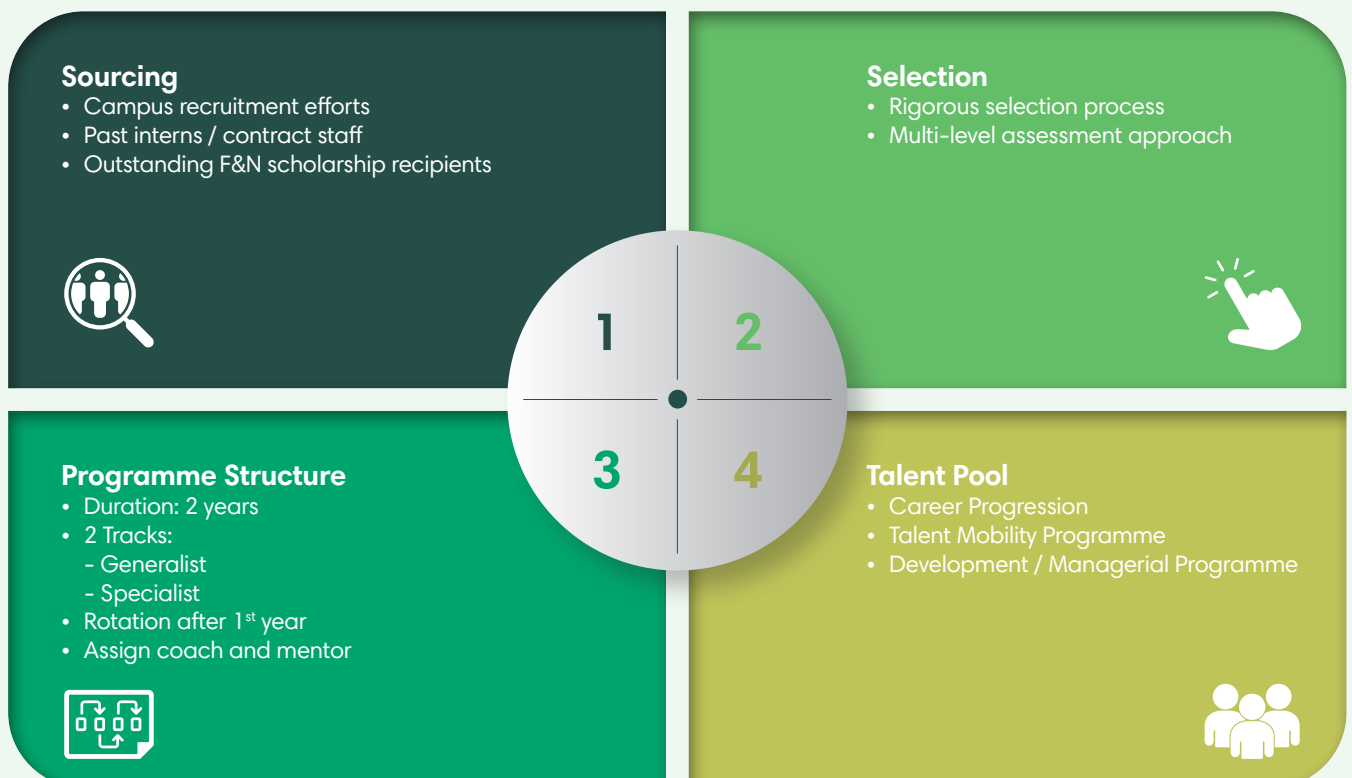 Sourcing
• Campus recruitment efforts
• Past interns / contract staff
• Outstanding F&N scholarship recipients
Selection
• Rigorous selection process
• Multi-level assessment approach
1
2
3
4
Programme Structure
• Duration: 2 years
• 2 Tracks:
- Generalist
- Specialist
• Rotation after 1st year
• Assign coach and mentor
Talent Pool
• Career Progression
• Talent Mobility Programme
• Development / Managerial Programme